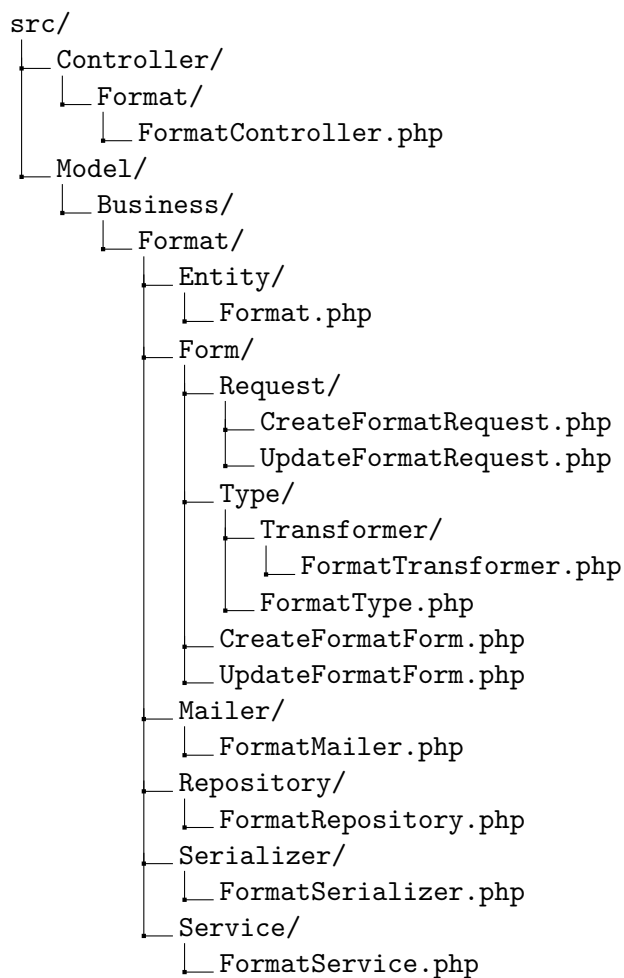 src/
Controller/
Format/
FormatController.php
Model/
Business/
Format/
Entity/
Format.php
Form/
Request/
CreateFormatRequest.php
UpdateFormatRequest.php
Type/
Transformer/
FormatTransformer.php
FormatType.php
CreateFormatForm.php
UpdateFormatForm.php
Mailer/
FormatMailer.php
Repository/
FormatRepository.php
Serializer/
FormatSerializer.php
Service/
FormatService.php